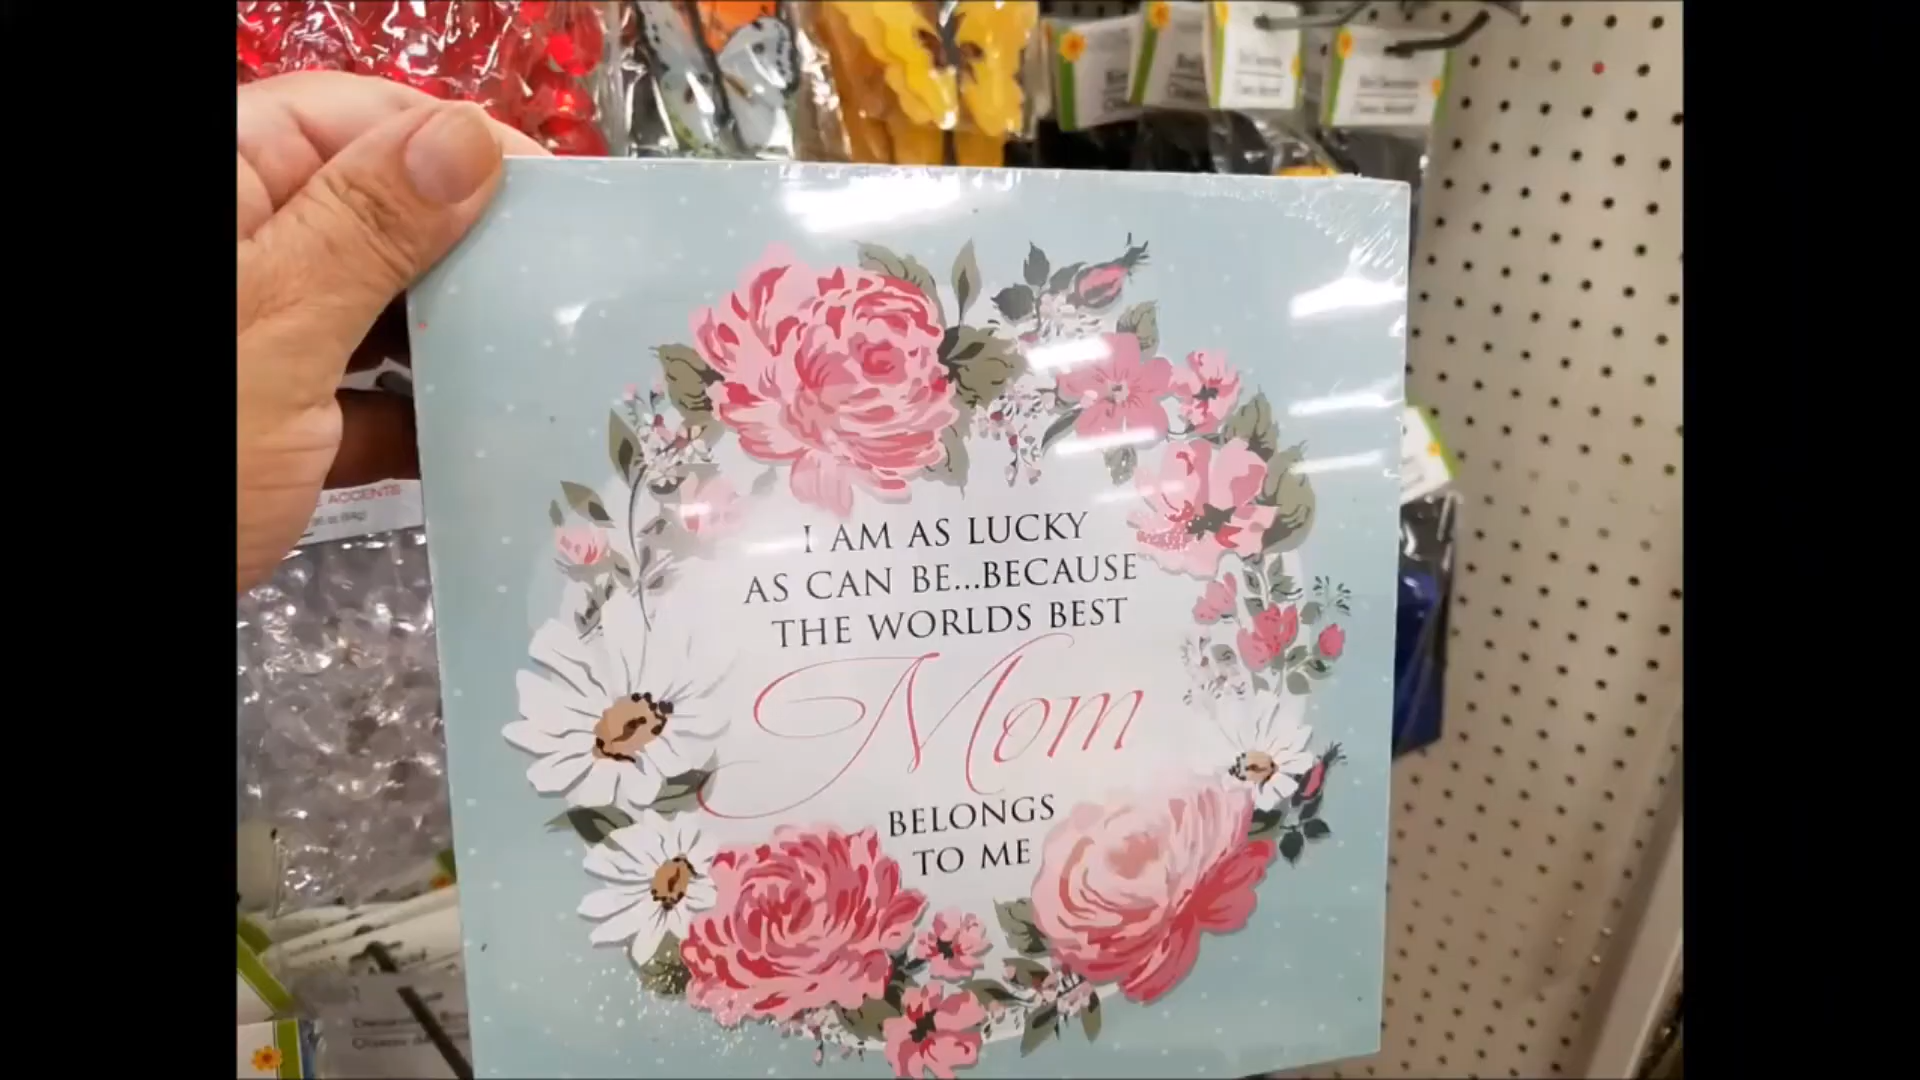 I AM AS LUCKY
AS CAN BE...BECAUSE
THE WORLDS BEST
Mom
BELONGS
TO ME
ACCENTS